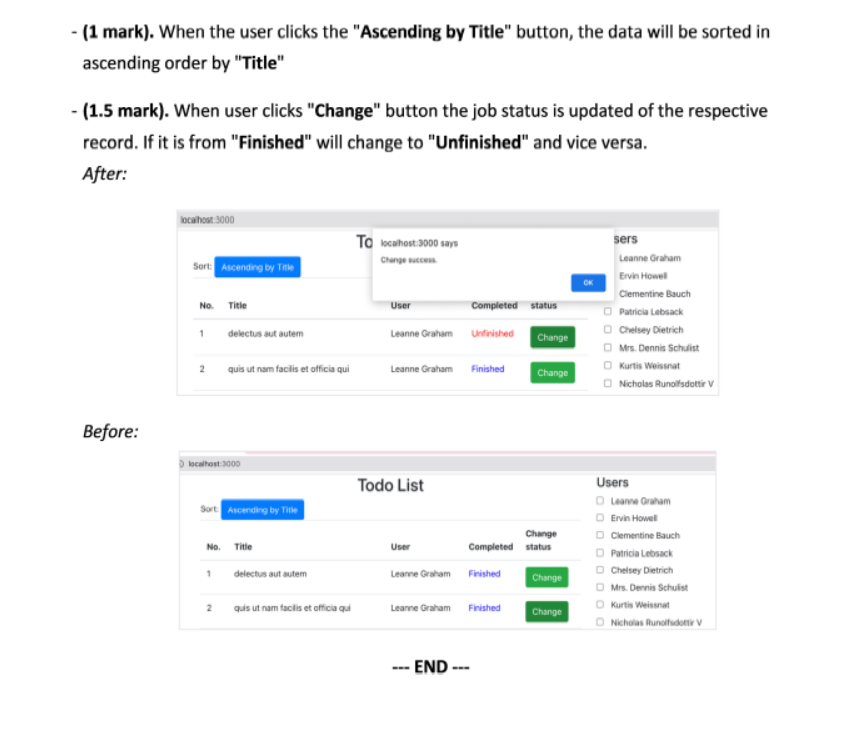 - (1 mark). When the user clicks the "Ascending by Title" button, the data will be sorted in
ascending order by "Title"
- (1.5 mark). When user clicks "Change" button the job status is updated of the respective
record. If it is from "Finished" will change to "Unfinished" and vice versa.
After:
localhost:3000
To
localhost:3000 says
Change success.
OK
sers
Sort: Ascending by Title
No. Title User Completed status
1 delectus aut autem Leanne Graham Unfinished Change
2 quis ut nam facilis et officia qui Leanne Graham Finished Change
Leanne Graham
Ervin Howell
Clementine Bauch
Patricia Lebsack
Chelsey Dietrich
Mrs. Dennis Schulist
Kurtis Weissnat
Nicholas Runolfsdottir V
Before:
localhost:3000
Todo List
Sort: Ascending by Title
No. Title User Completed Change status
1 delectus aut autem Leanne Graham Finished Change
2 quis ut nam facilis et officia qui Leanne Graham Finished Change
Users
Leanne Graham
Ervin Howell
Clementine Bauch
Patricia Lebsack
Chelsey Dietrich
Mrs. Dennis Schulist
Kurtis Weissnat
Nicholas Runolfsdottir V
--- END ---